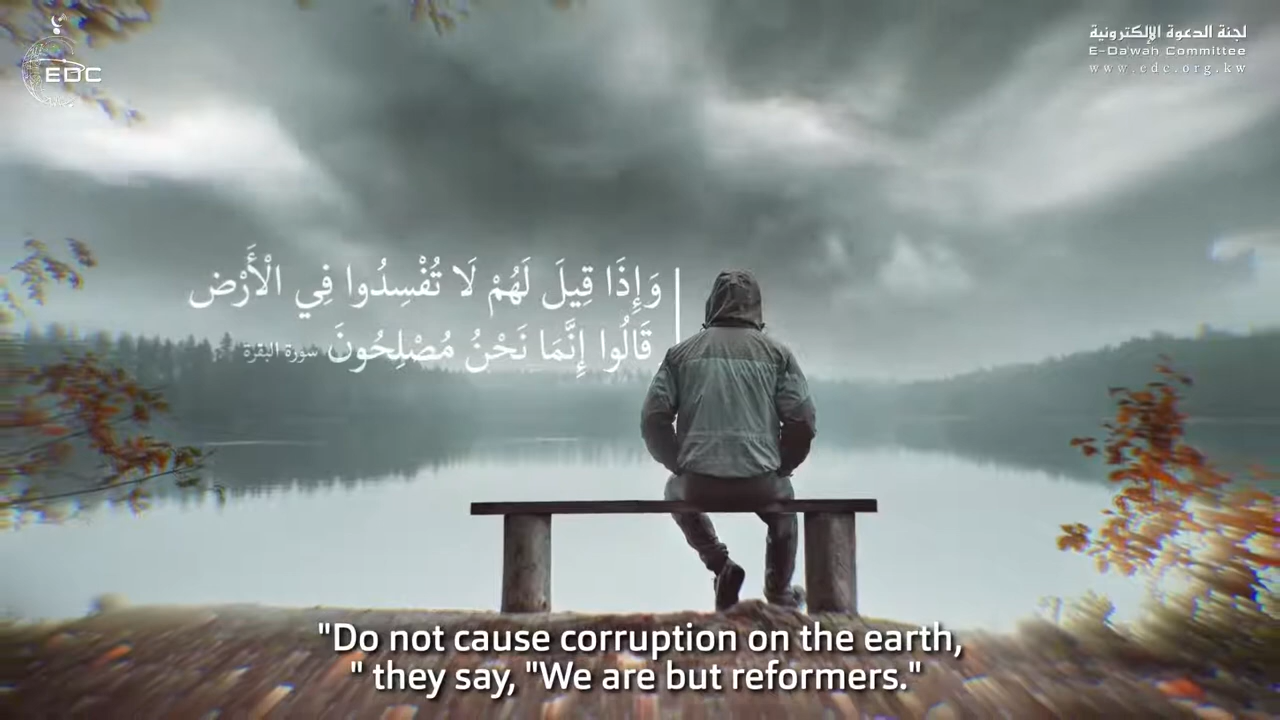 EDC
لجنة الدعوة الإلكترونية
E-Da'wah Committee
www.edc.org.kw
وَإِذَا قِيلَ لَهُمْ لَا تُفْسِدُوا فِي الْأَرْضِ
قَالُوا إِنَّمَا نَحْنُ مُصْلِحُونَ سورة البقرة
"Do not cause corruption on the earth,
" they say, "We are but reformers."